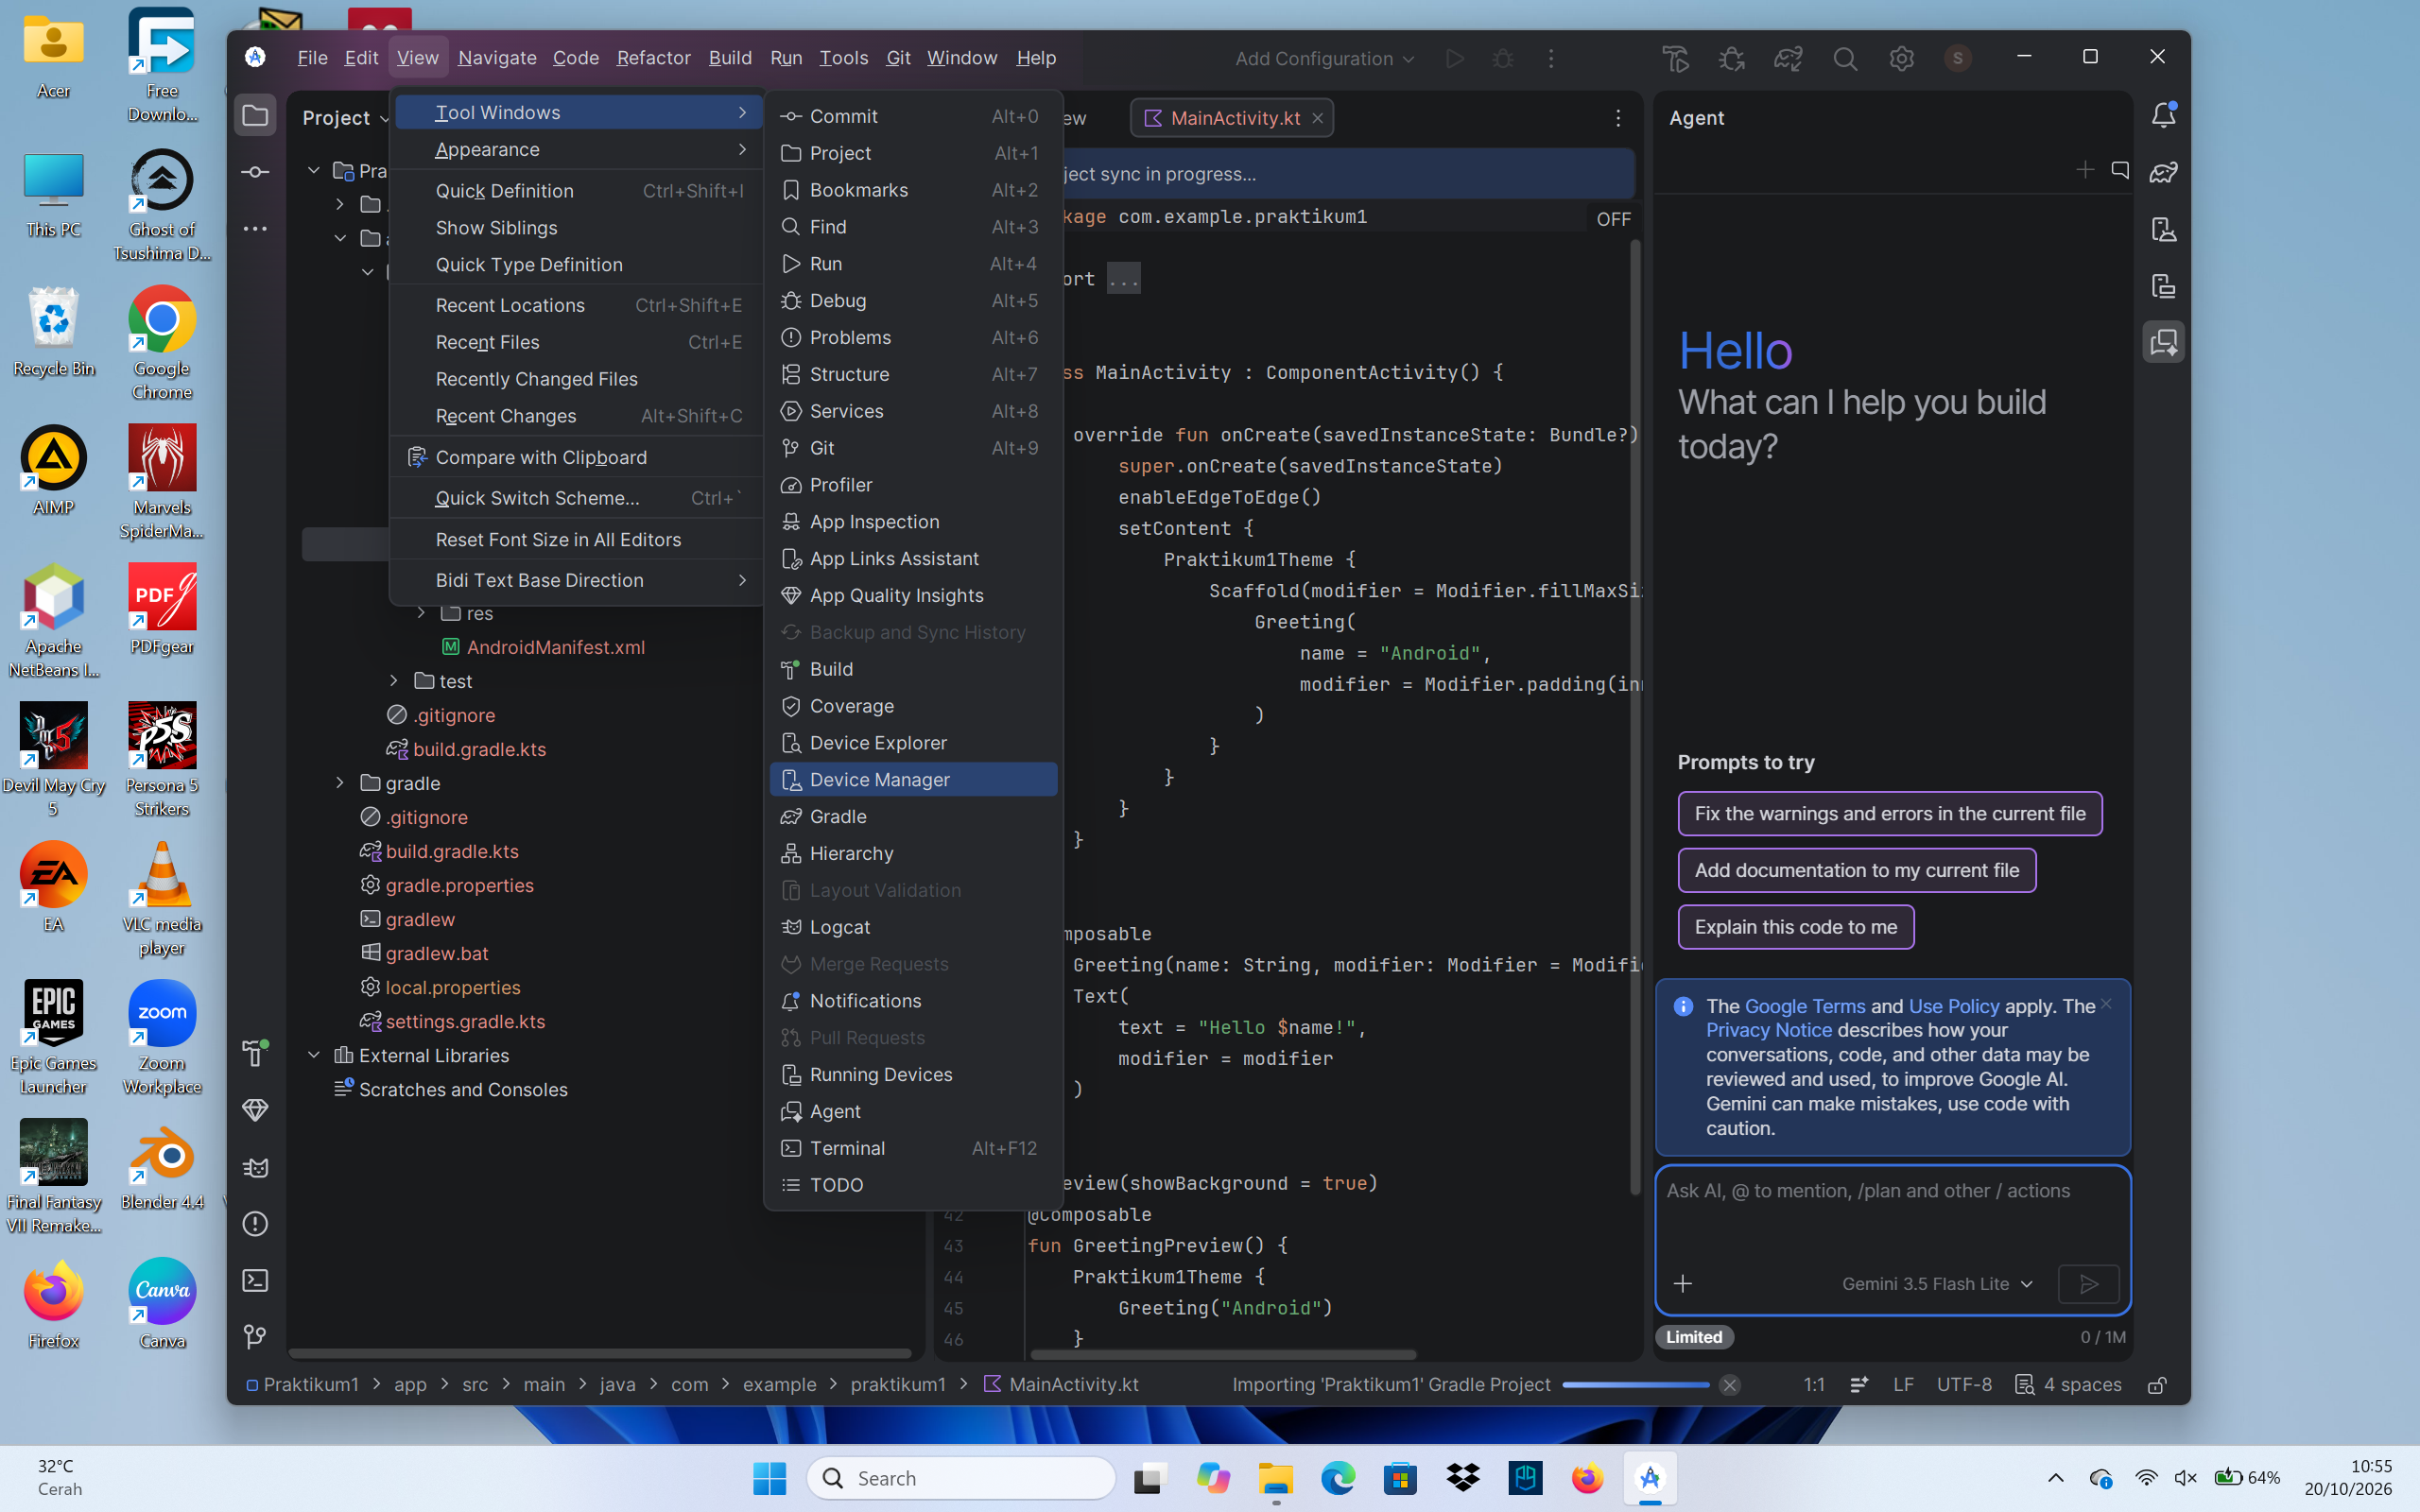 Acer
Free Downlo...
This PC
Ghost of Tsushima D...
Recycle Bin
Google Chrome
AIMP
Marvels SpiderMa...
Apache NetBeans I...
PDFgear
Devil May Cry 5
Persona 5 Strikers
EA
VLC media player
Epic Games Launcher
Zoom Workplace
Final Fantasy VII Remake...
Blender 4.4
Firefox
Canva
File Edit View Navigate Code Refactor Build Run Tools Git Window Help
Add Configuration
S
Project
Pra
res
AndroidManifest.xml
test
.gitignore
build.gradle.kts
gradle
.gitignore
build.gradle.kts
gradle.properties
gradlew
gradlew.bat
local.properties
settings.gradle.kts
External Libraries
Scratches and Consoles
Tool Windows
Appearance
Quick Definition Ctrl+Shift+I
Show Siblings
Quick Type Definition
Recent Locations Ctrl+Shift+E
Recent Files Ctrl+E
Recently Changed Files
Recent Changes Alt+Shift+C
Compare with Clipboard
Quick Switch Scheme... Ctrl+`
Reset Font Size in All Editors
Bidi Text Base Direction
Commit Alt+0
Project Alt+1
Bookmarks Alt+2
Find Alt+3
Run Alt+4
Debug Alt+5
Problems Alt+6
Structure Alt+7
Services Alt+8
Git Alt+9
Profiler
App Inspection
App Links Assistant
App Quality Insights
Backup and Sync History
Build
Coverage
Device Explorer
Device Manager
Gradle
Hierarchy
Layout Validation
Logcat
Merge Requests
Notifications
Pull Requests
Running Devices
Agent
Terminal Alt+F12
TODO
ew
MainActivity.kt
ject sync in progress...
kage com.example.praktikum1
OFF
ort ...
ss MainActivity : ComponentActivity() {
override fun onCreate(savedInstanceState: Bundle?)
super.onCreate(savedInstanceState)
enableEdgeToEdge()
setContent {
Praktikum1Theme {
Scaffold(modifier = Modifier.fillMaxSi
Greeting(
name = "Android",
modifier = Modifier.padding(in
)
}
}
}
}
mposable
Greeting(name: String, modifier: Modifier = Modifi
Text(
text = "Hello $name!",
modifier = modifier
)
eview(showBackground = true)
42 @Composable
43 fun GreetingPreview() {
44 Praktikum1Theme {
45 Greeting("Android")
46 }
Agent
Hello
What can I help you build today?
Prompts to try
Fix the warnings and errors in the current file
Add documentation to my current file
Explain this code to me
The Google Terms and Use Policy apply. The
Privacy Notice describes how your
conversations, code, and other data may be
reviewed and used, to improve Google AI.
Gemini can make mistakes, use code with
caution.
Ask AI, @ to mention, /plan and other / actions
Gemini 3.5 Flash Lite
Limited
0 / 1M
Praktikum1 > app > src > main > java > com > example > praktikum1 > MainActivity.kt
Importing 'Praktikum1' Gradle Project
1:1 LF UTF-8 4 spaces
32°C
Cerah
Search
64%
10:55
20/10/2026